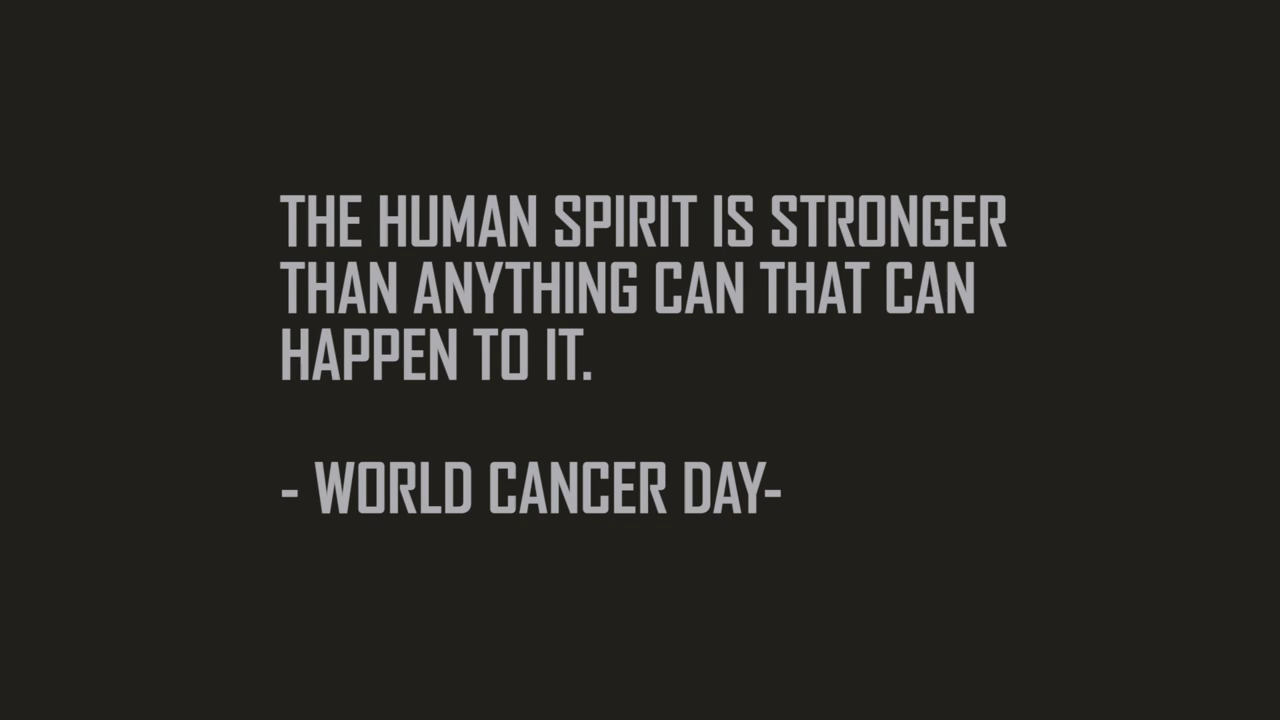 THE HUMAN SPIRIT IS STRONGER
THAN ANYTHING CAN THAT CAN
HAPPEN TO IT.
- WORLD CANCER DAY-